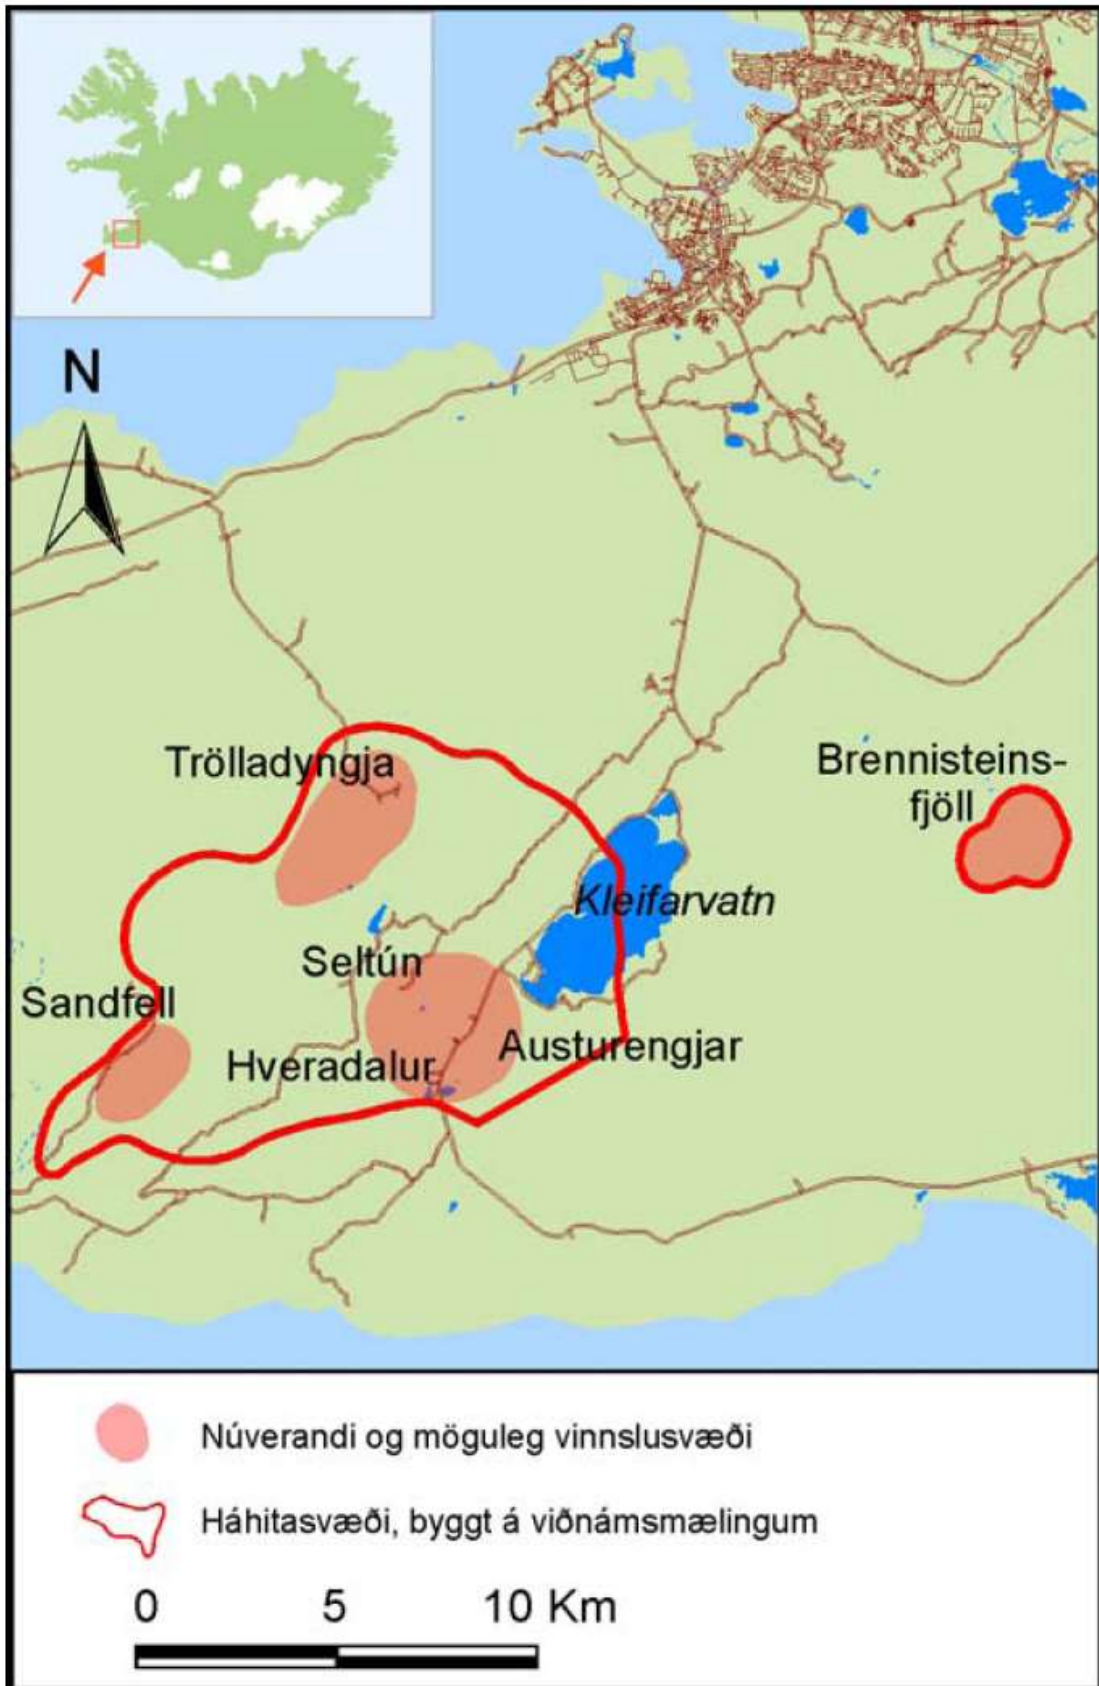 N
Trölladyngja
Brennisteins-
fjöll
Kleifarvatn
Seltún
Sandfell
Austurengjar
Hveradalur
Núverandi og möguleg vinnslusvæði
Háhitasvæði, byggt á viðnámsmælingum
0 5 10 Km